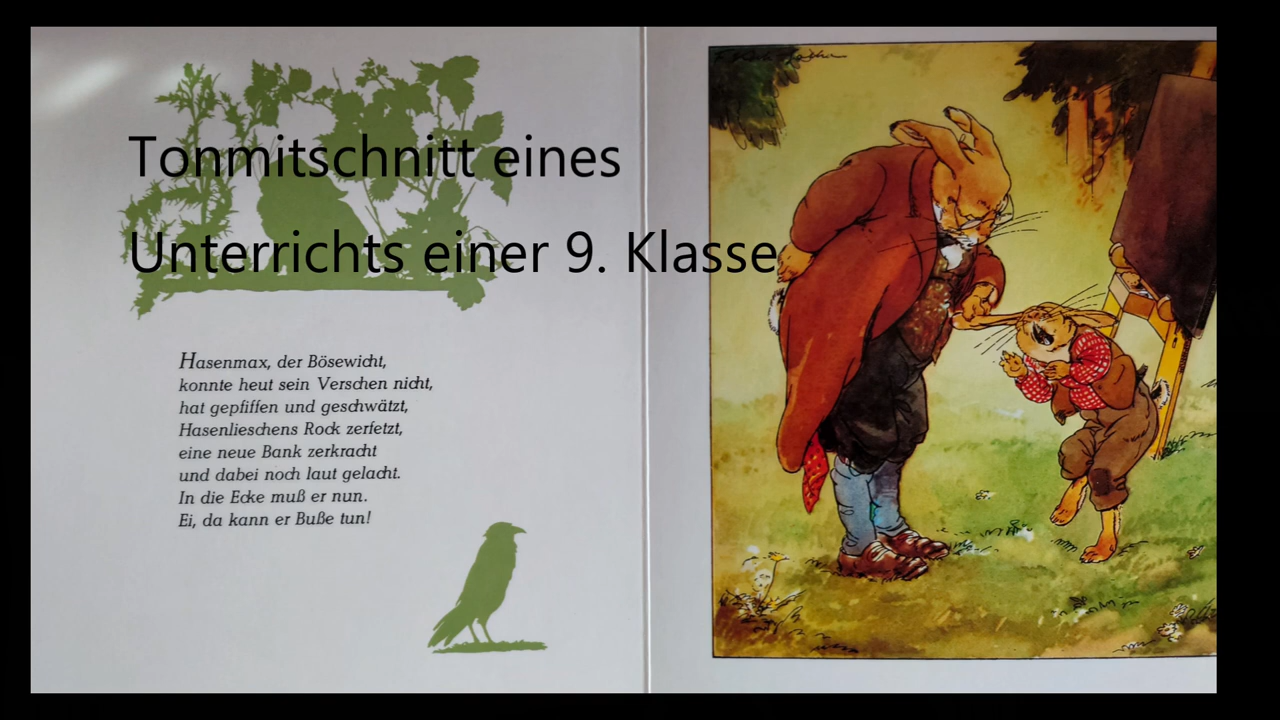 Tonmitschnitt eines
Unterrichts einer 9. Klasse
Hasenmax, der Bösewicht,
konnte heut sein Verschen nicht,
hat gepfiffen und geschwätzt,
Hasenlieschens Rock zerfetzt,
eine neue Bank zerkracht
und dabei noch laut gelacht.
In die Ecke muß er nun.
Ei, da kann er Buße tun!